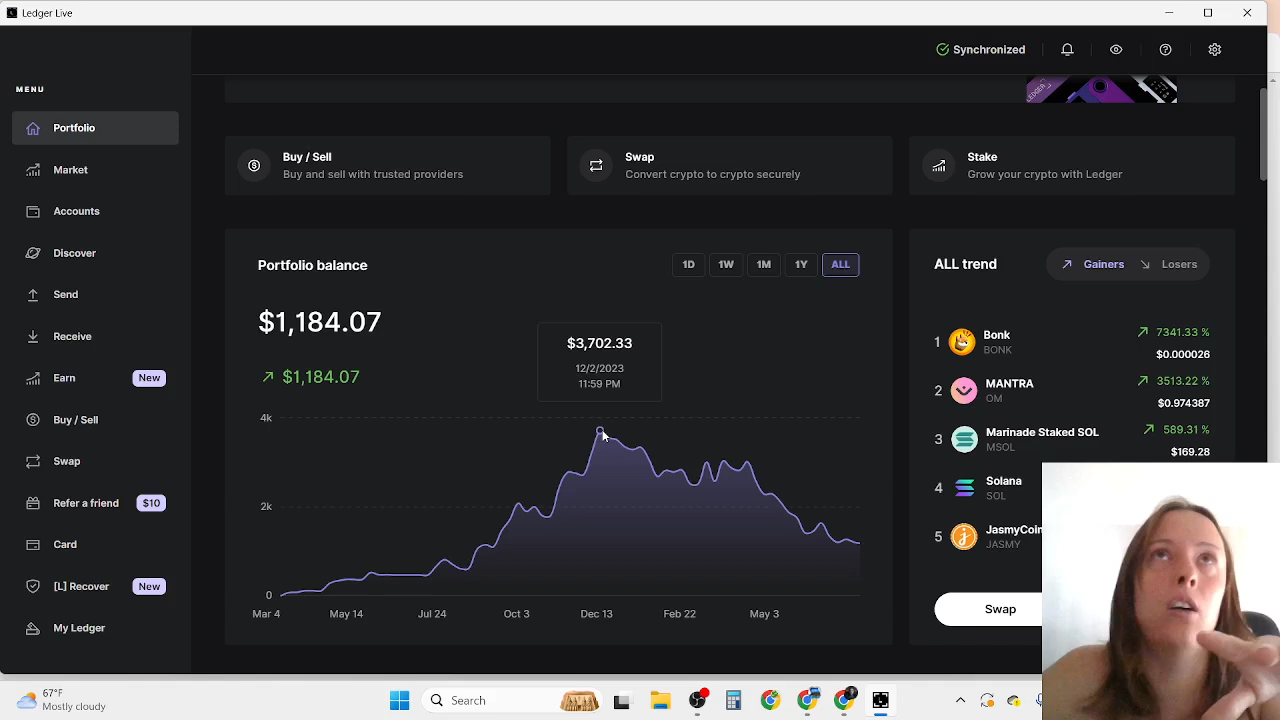 Ledger Live
Synchronized
MENU
Portfolio
Market
Accounts
Discover
Send
Receive
Earn New
Buy / Sell
Swap
Refer a friend $10
Card
[L] Recover New
My Ledger
LEDGER
Buy / Sell
Buy and sell with trusted providers
Swap
Convert crypto to crypto securely
Stake
Grow your crypto with Ledger
Portfolio balance
1D 1W 1M 1Y ALL
$1,184.07
$1,184.07
$3,702.33
12/2/2023
11:59 PM
4k
2k
0
Mar 4 May 14 Jul 24 Oct 3 Dec 13 Feb 22 May 3
ALL trend
Gainers Losers
1 Bonk 7341.33 %
BONK $0.000026
2 MANTRA 3513.22 %
OM $0.974387
3 Marinade Staked SOL 589.31 %
MSOL $169.28
4 Solana
SOL
5 JasmyCoin
JASMY
Swap
67°F
Mostly cloudy
Search